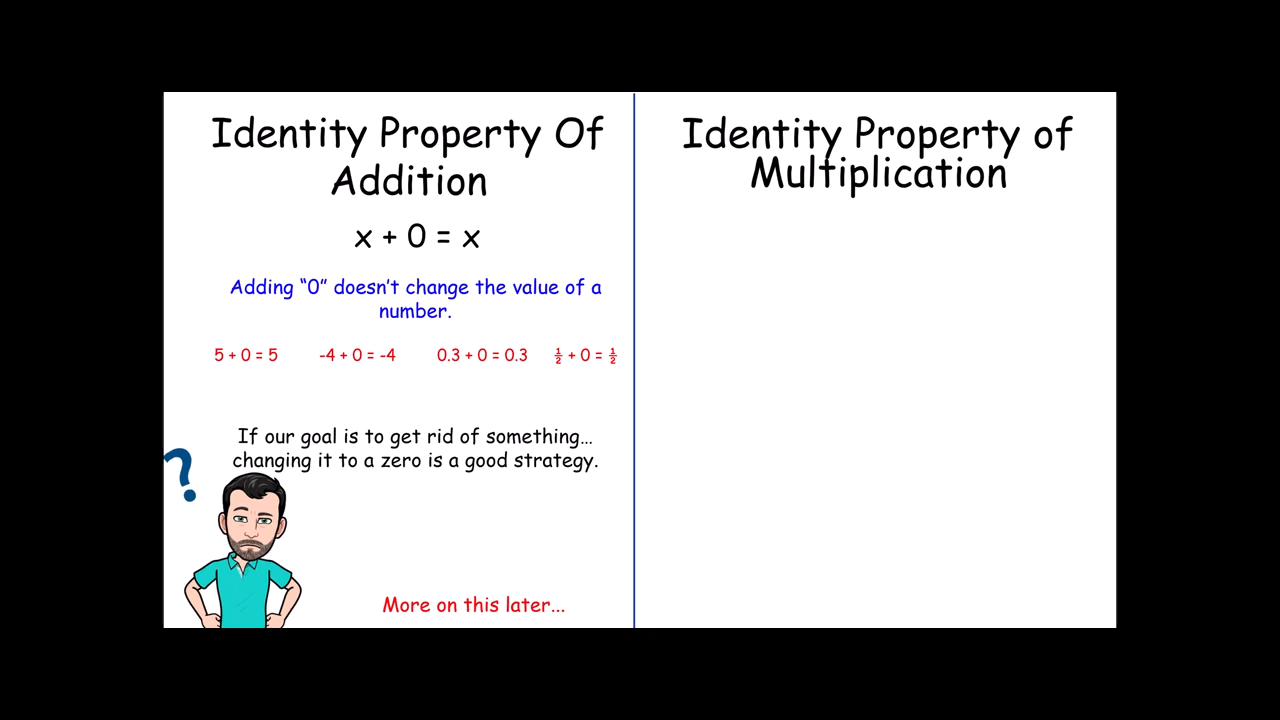 Identity Property Of
Addition
x + 0 = x
Adding “0” doesn’t change the value of a
number.
5 + 0 = 5 -4 + 0 = -4 0.3 + 0 = 0.3 ½ + 0 = ½
If our goal is to get rid of something…
changing it to a zero is a good strategy.
?
More on this later...
Identity Property of
Multiplication